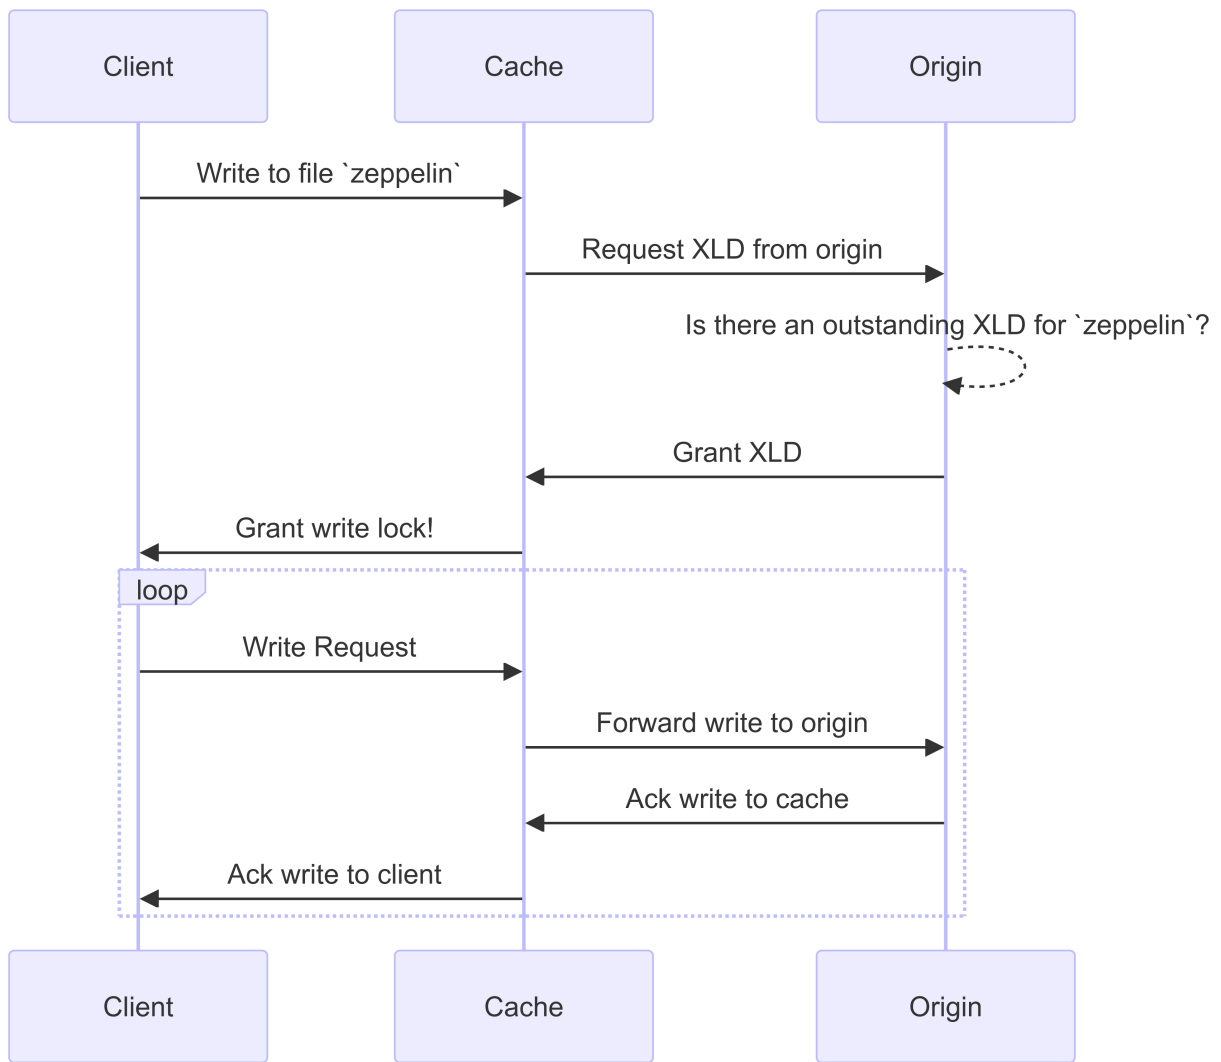 Client
Cache
Origin
Write to file `zeppelin`
Request XLD from origin
Is there an outstanding XLD for `zeppelin`?
Grant XLD
Grant write lock!
loop
Write Request
Forward write to origin
Ack write to cache
Ack write to client
Client
Cache
Origin